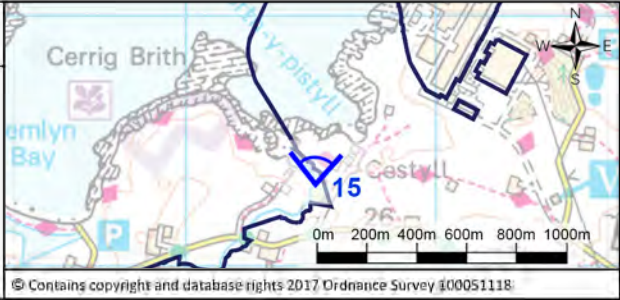 N
W E
S
Cerrig Brith
-y-pistyll
emlyn
Bay
Cestyll
15
26
P
V
0m 200m 400m 600m 800m 1000m
© Contains copyright and database rights 2017 Ordnance Survey 100051118